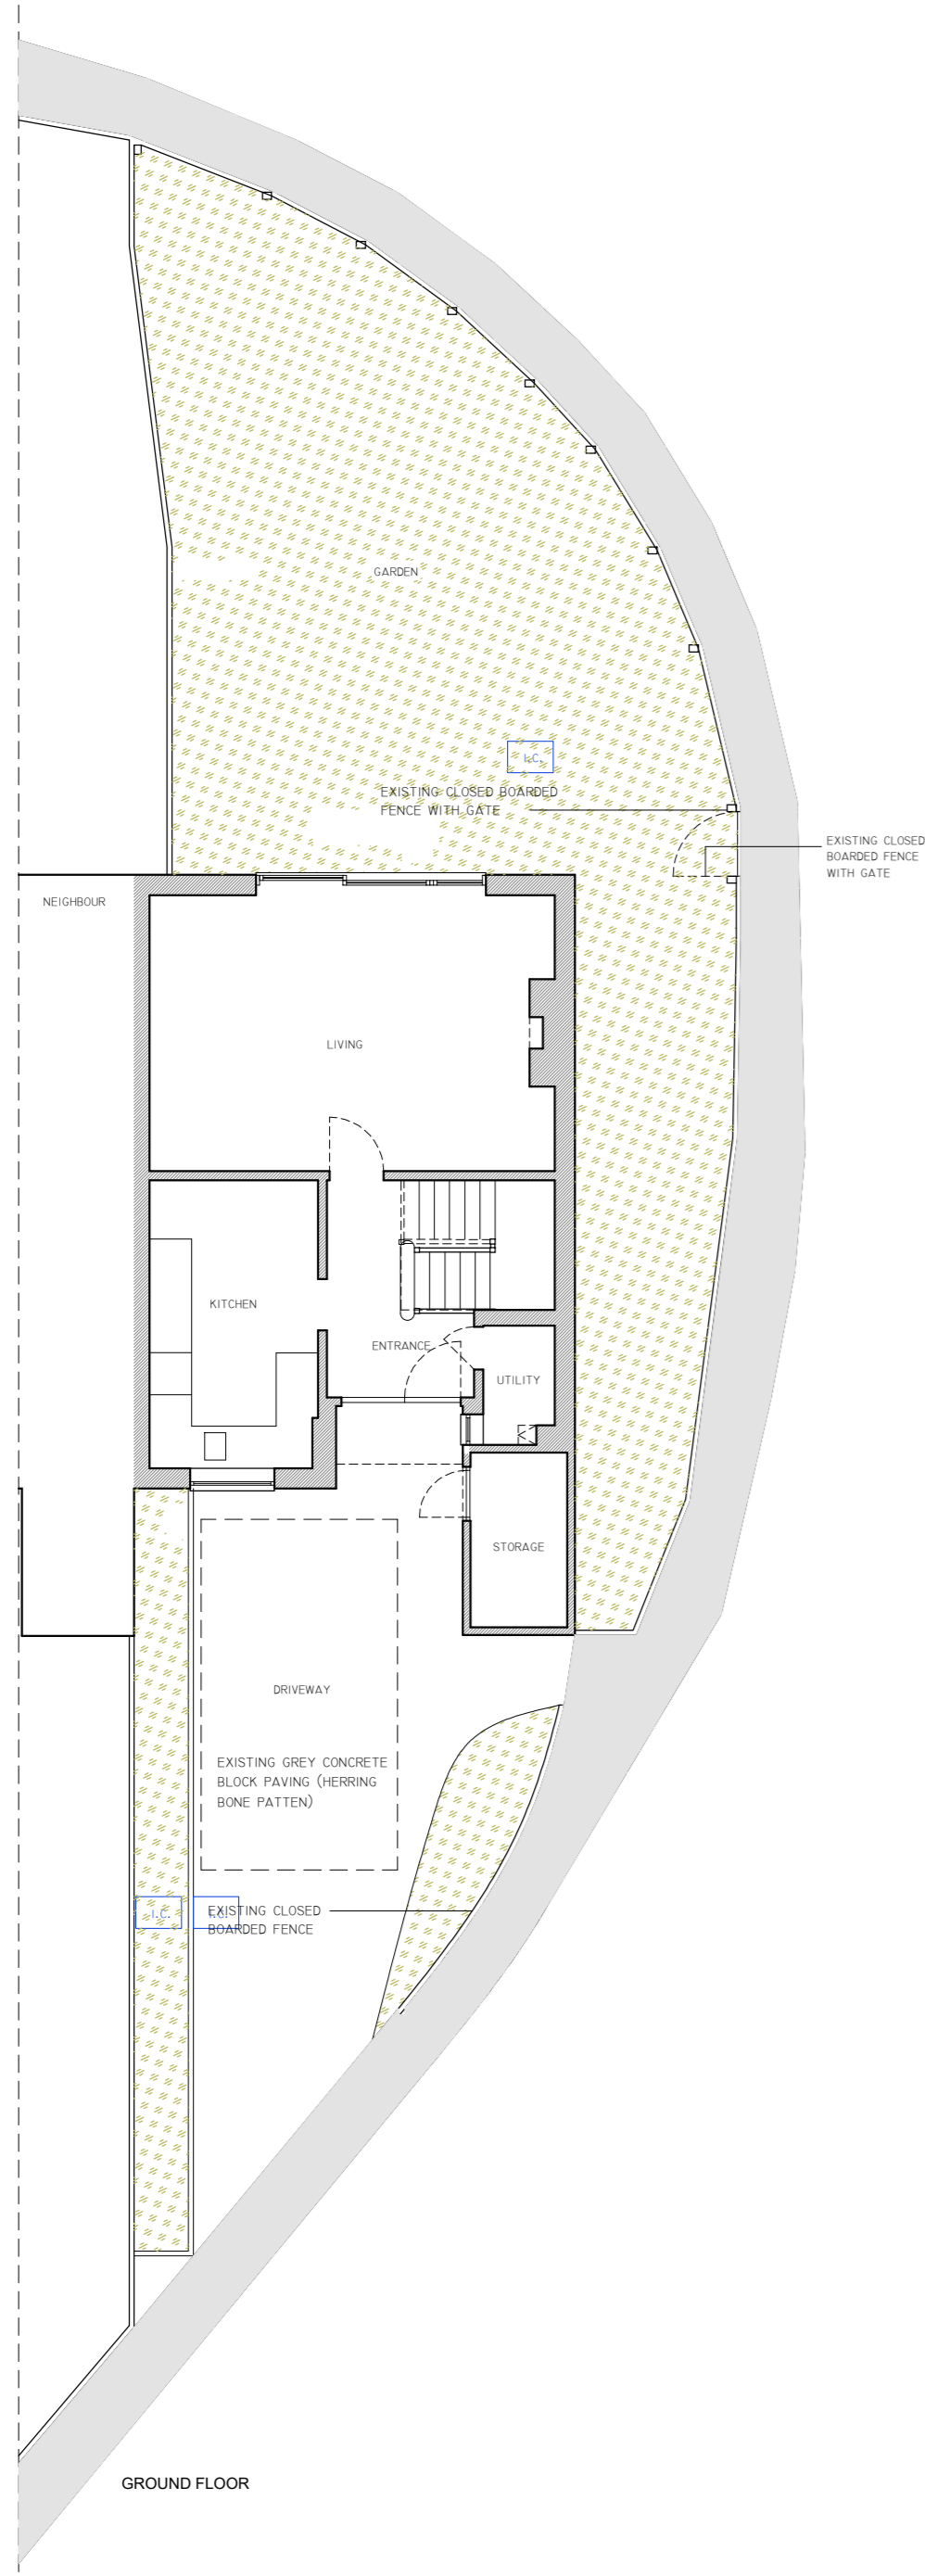 GARDEN
I.C.
EXISTING CLOSED BOARDED
FENCE WITH GATE
EXISTING CLOSED
BOARDED FENCE
WITH GATE
NEIGHBOUR
LIVING
KITCHEN
ENTRANCE
UTILITY
STORAGE
DRIVEWAY
EXISTING GREY CONCRETE
BLOCK PAVING (HERRING
BONE PATTEN)
I.C.
I.C.
EXISTING CLOSED
BOARDED FENCE
GROUND FLOOR